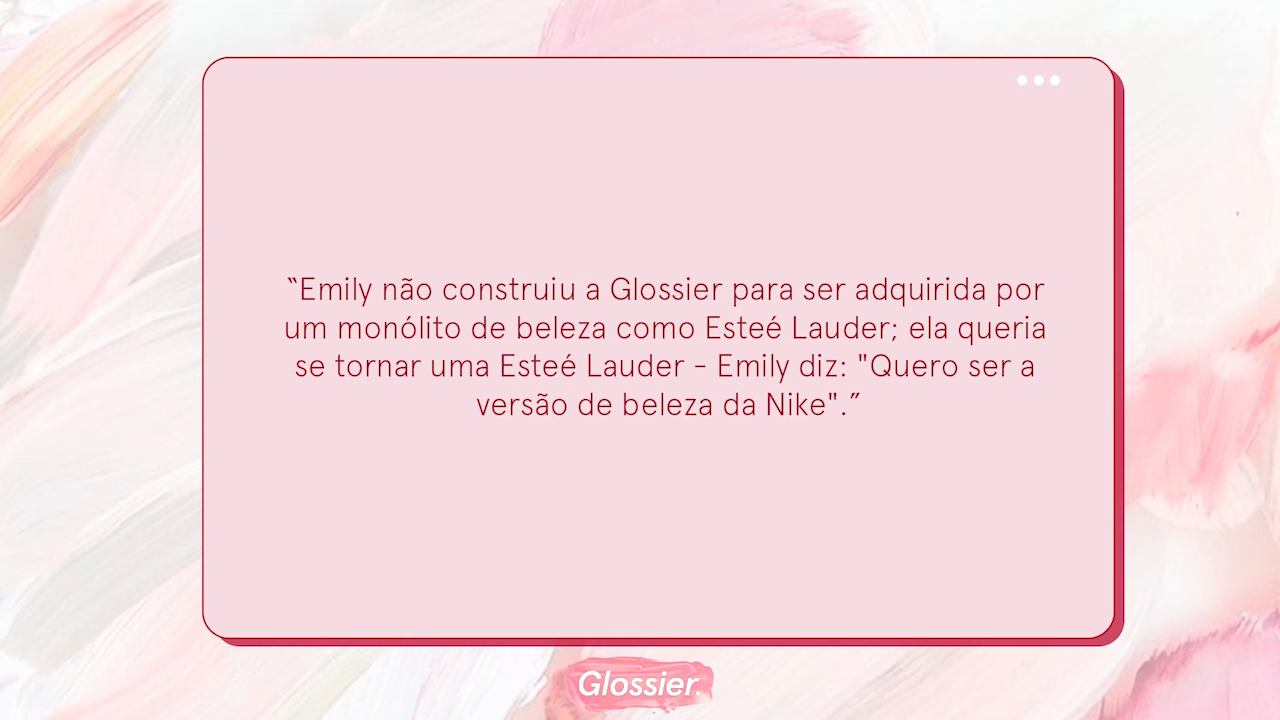 “Emily não construiu a Glossier para ser adquirida por
um monólito de beleza como Esteé Lauder; ela queria
se tornar uma Esteé Lauder - Emily diz: "Quero ser a
versão de beleza da Nike".”
Glossier.